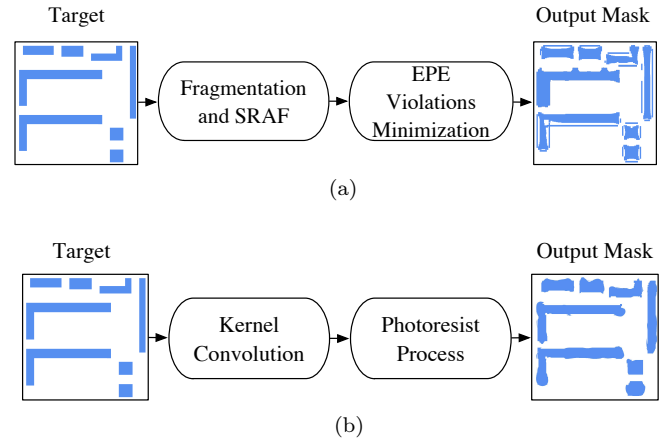 Target
Output Mask
Fragmentation
and SRAF
EPE
Violations
Minimization
(a)
Target
Output Mask
Kernel
Convolution
Photoresist
Process
(b)